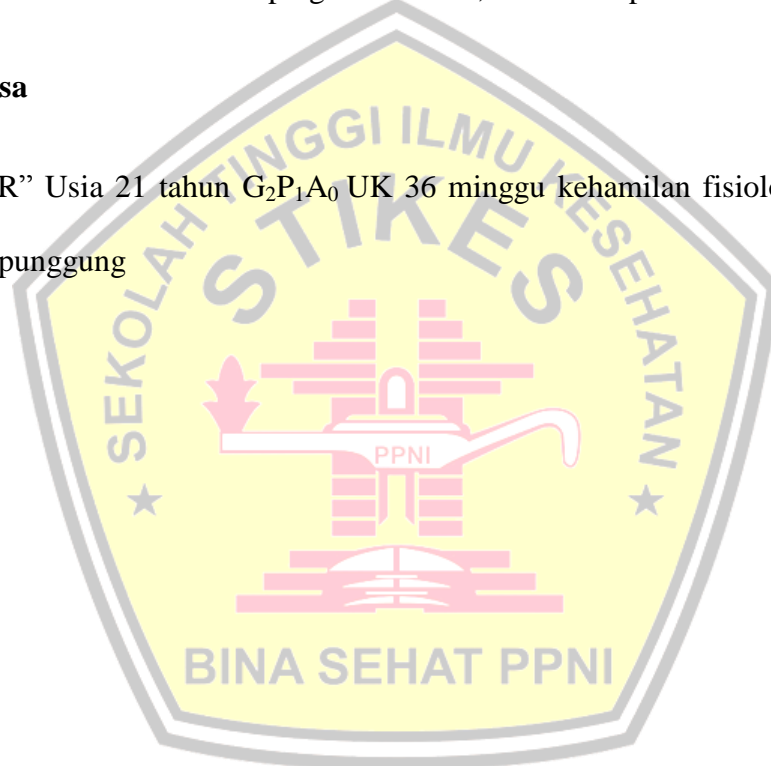 sa
R” Usia 21 tahun G₂P₁A₀ UK 36 minggu kehamilan fisiolo
punggung
SEKOLAH TINGGI ILMU KESEHATAN
STIKES
PPNI
BINA SEHAT PPNI